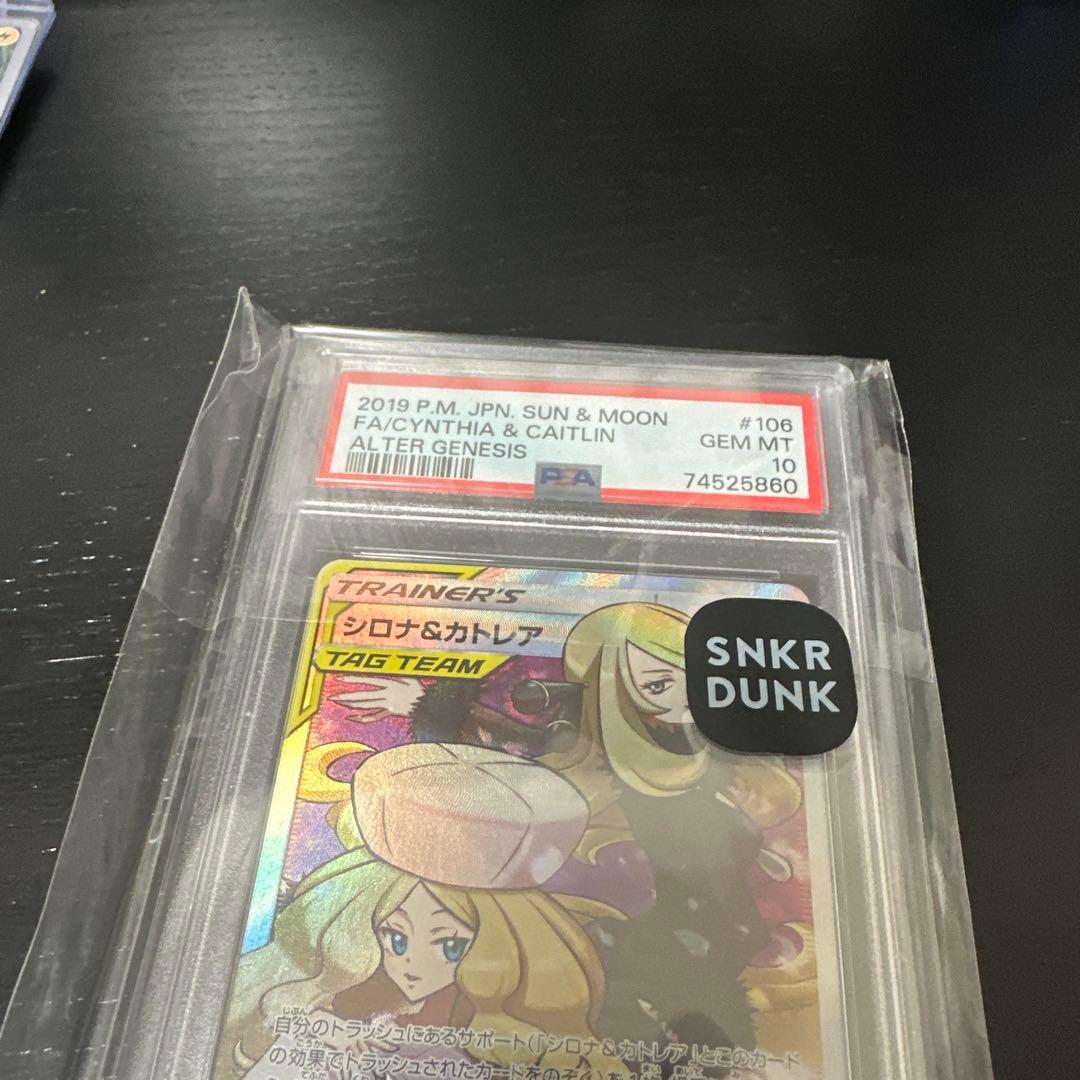 2019 P.M. JPN. SUN & MOON #106
FA/CYNTHIA & CAITLIN GEM MT
ALTER GENESIS 10
PSA 74525860
TRAINER'S
シロナ&カトレア
TAG TEAM
SNKR
DUNK
自分のトラッシュにあるサポート(「シロナ&カトレア」とこのカード
の効果でトラッシュされたカードをのぞく)を1